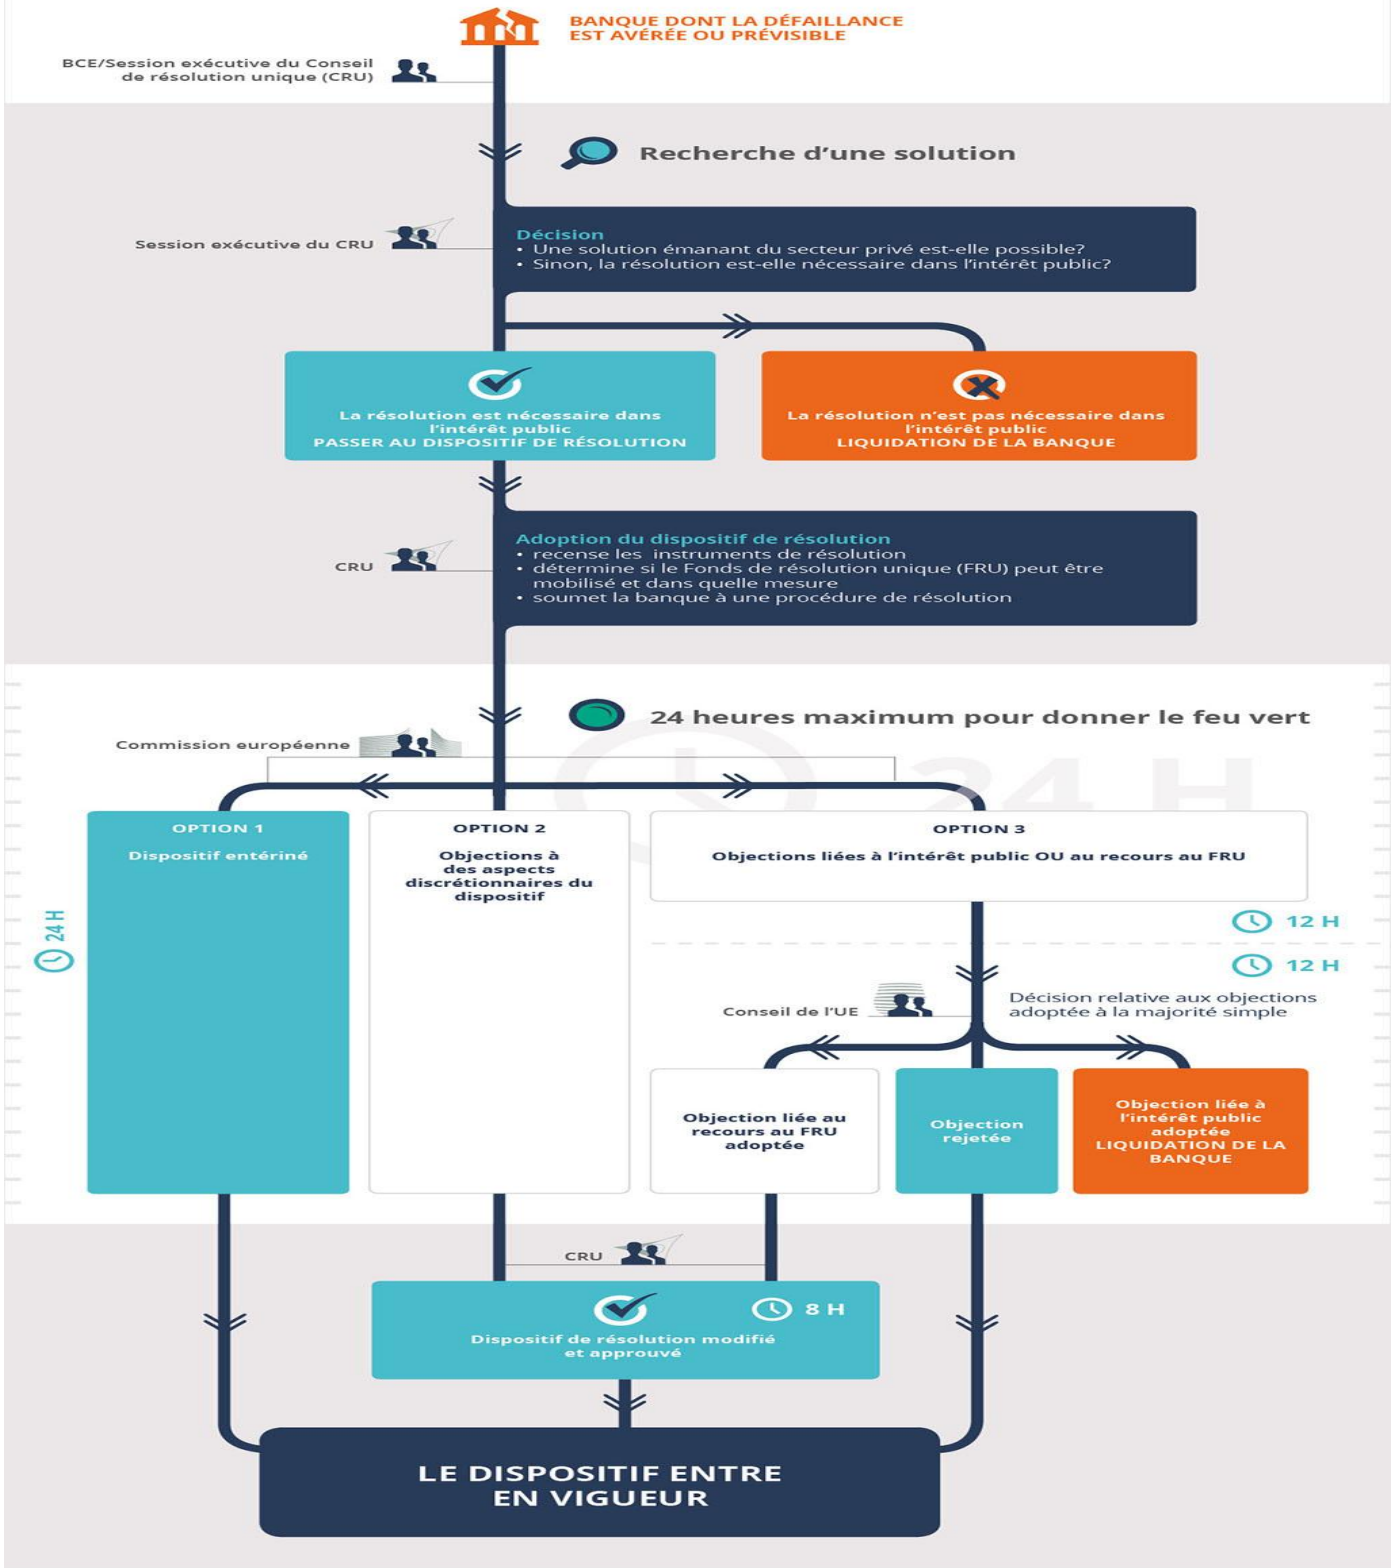 BANQUE DONT LA DÉFAILLANCE
EST AVÉRÉE OU PRÉVISIBLE
BCE/Session exécutive du Conseil
de résolution unique (CRU)
Recherche d’une solution
Session exécutive du CRU
Décision
• Une solution émanant du secteur privé est-elle possible?
• Sinon, la résolution est-elle nécessaire dans l’intérêt public?
La résolution est nécessaire dans
l’intérêt public
PASSER AU DISPOSITIF DE RÉSOLUTION
La résolution n’est pas nécessaire dans
l’intérêt public
LIQUIDATION DE LA BANQUE
CRU
Adoption du dispositif de résolution
• recense les instruments de résolution
• détermine si le Fonds de résolution unique (FRU) peut être
mobilisé et dans quelle mesure
• soumet la banque à une procédure de résolution
24 heures maximum pour donner le feu vert
Commission européenne
24 H
OPTION 1
Dispositif entériné
OPTION 2
Objections à
des aspects
discrétionnaires du
dispositif
OPTION 3
Objections liées à l’intérêt public OU au recours au FRU
24 H
12 H
12 H
Conseil de l’UE
Décision relative aux objections
adoptée à la majorité simple
Objection liée au
recours au FRU
adoptée
Objection
rejetée
Objection liée à
l’intérêt public
adoptée
LIQUIDATION DE LA
BANQUE
CRU
8 H
Dispositif de résolution modifié
et approuvé
LE DISPOSITIF ENTRE
EN VIGUEUR